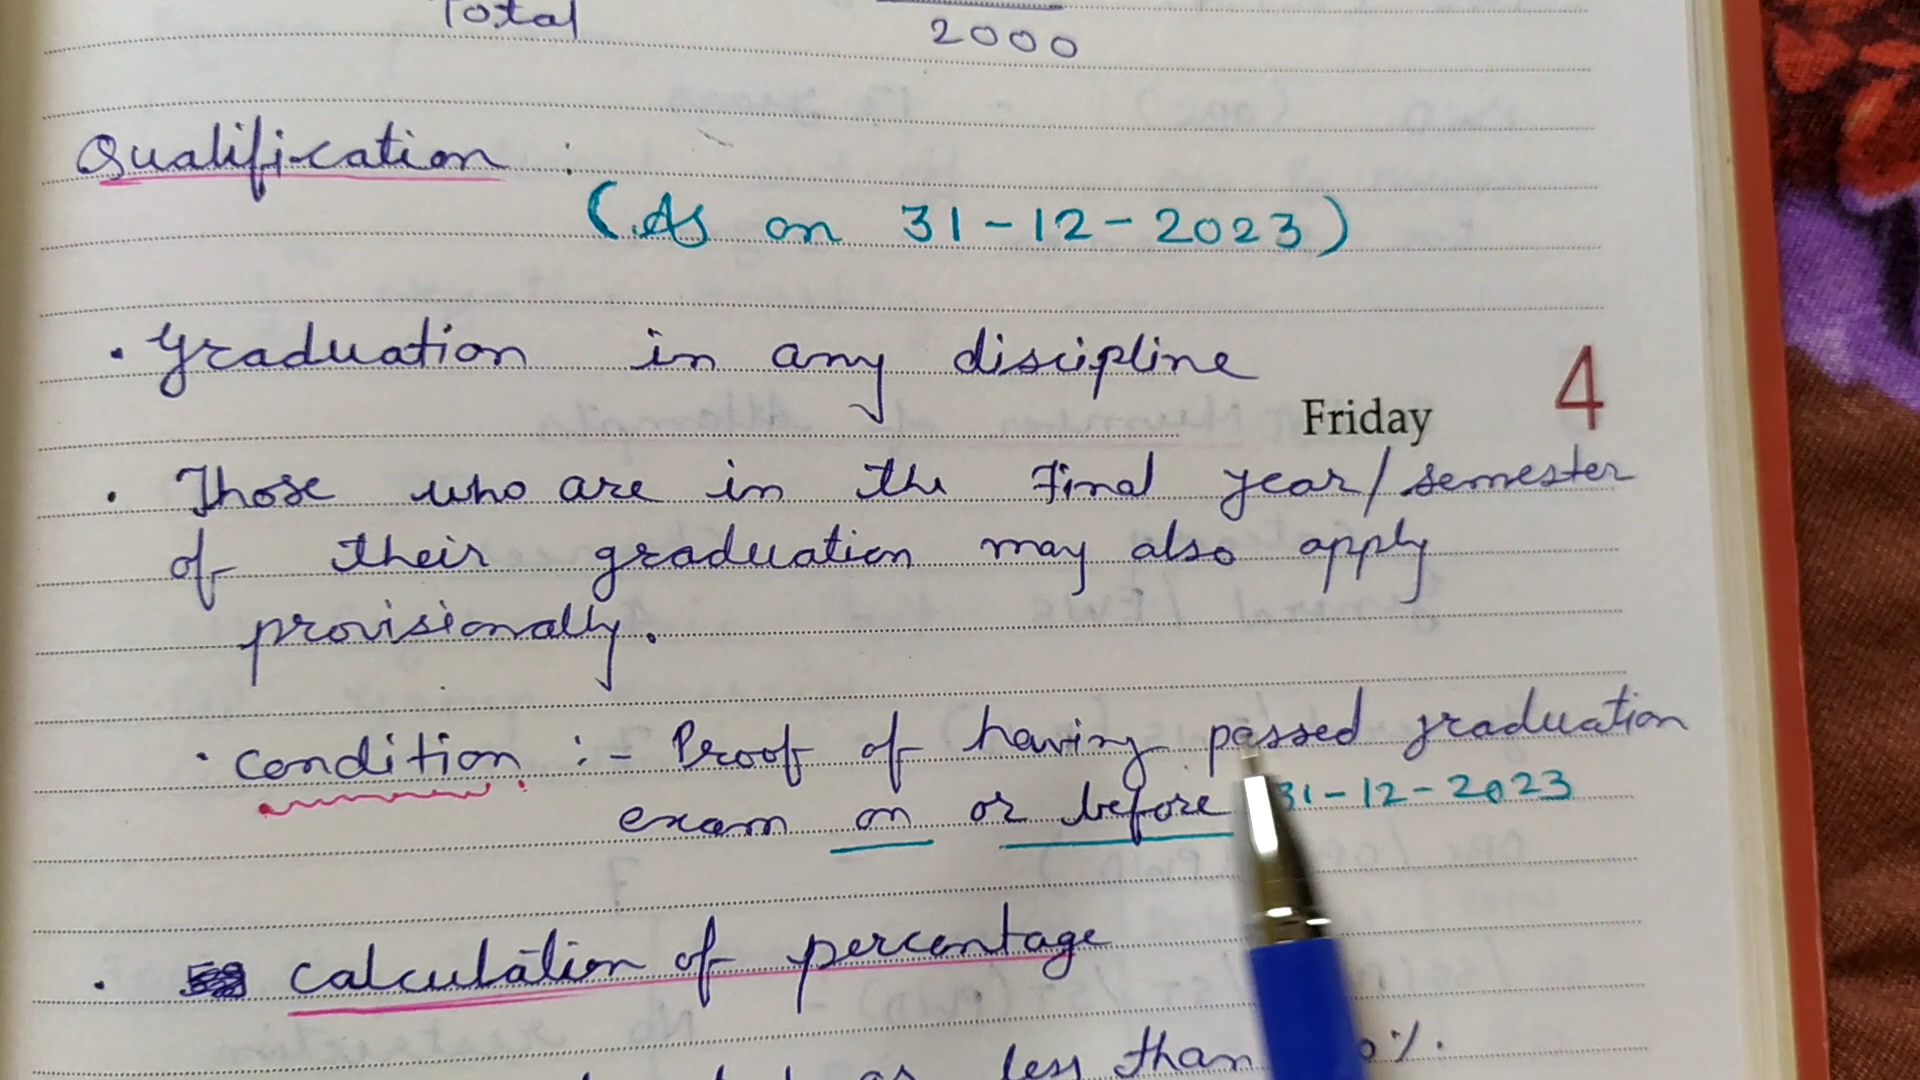 Total
2000
Qualification :
(As on 31-12-2023)
• Graduation in any discipline
Friday 4
• Those who are in the Final year/semester
of their graduation may also apply
provisionally.
• Condition :- Proof of having passed graduation
exam on or before 31-12-2023
• Calculation of percentage
less than %.